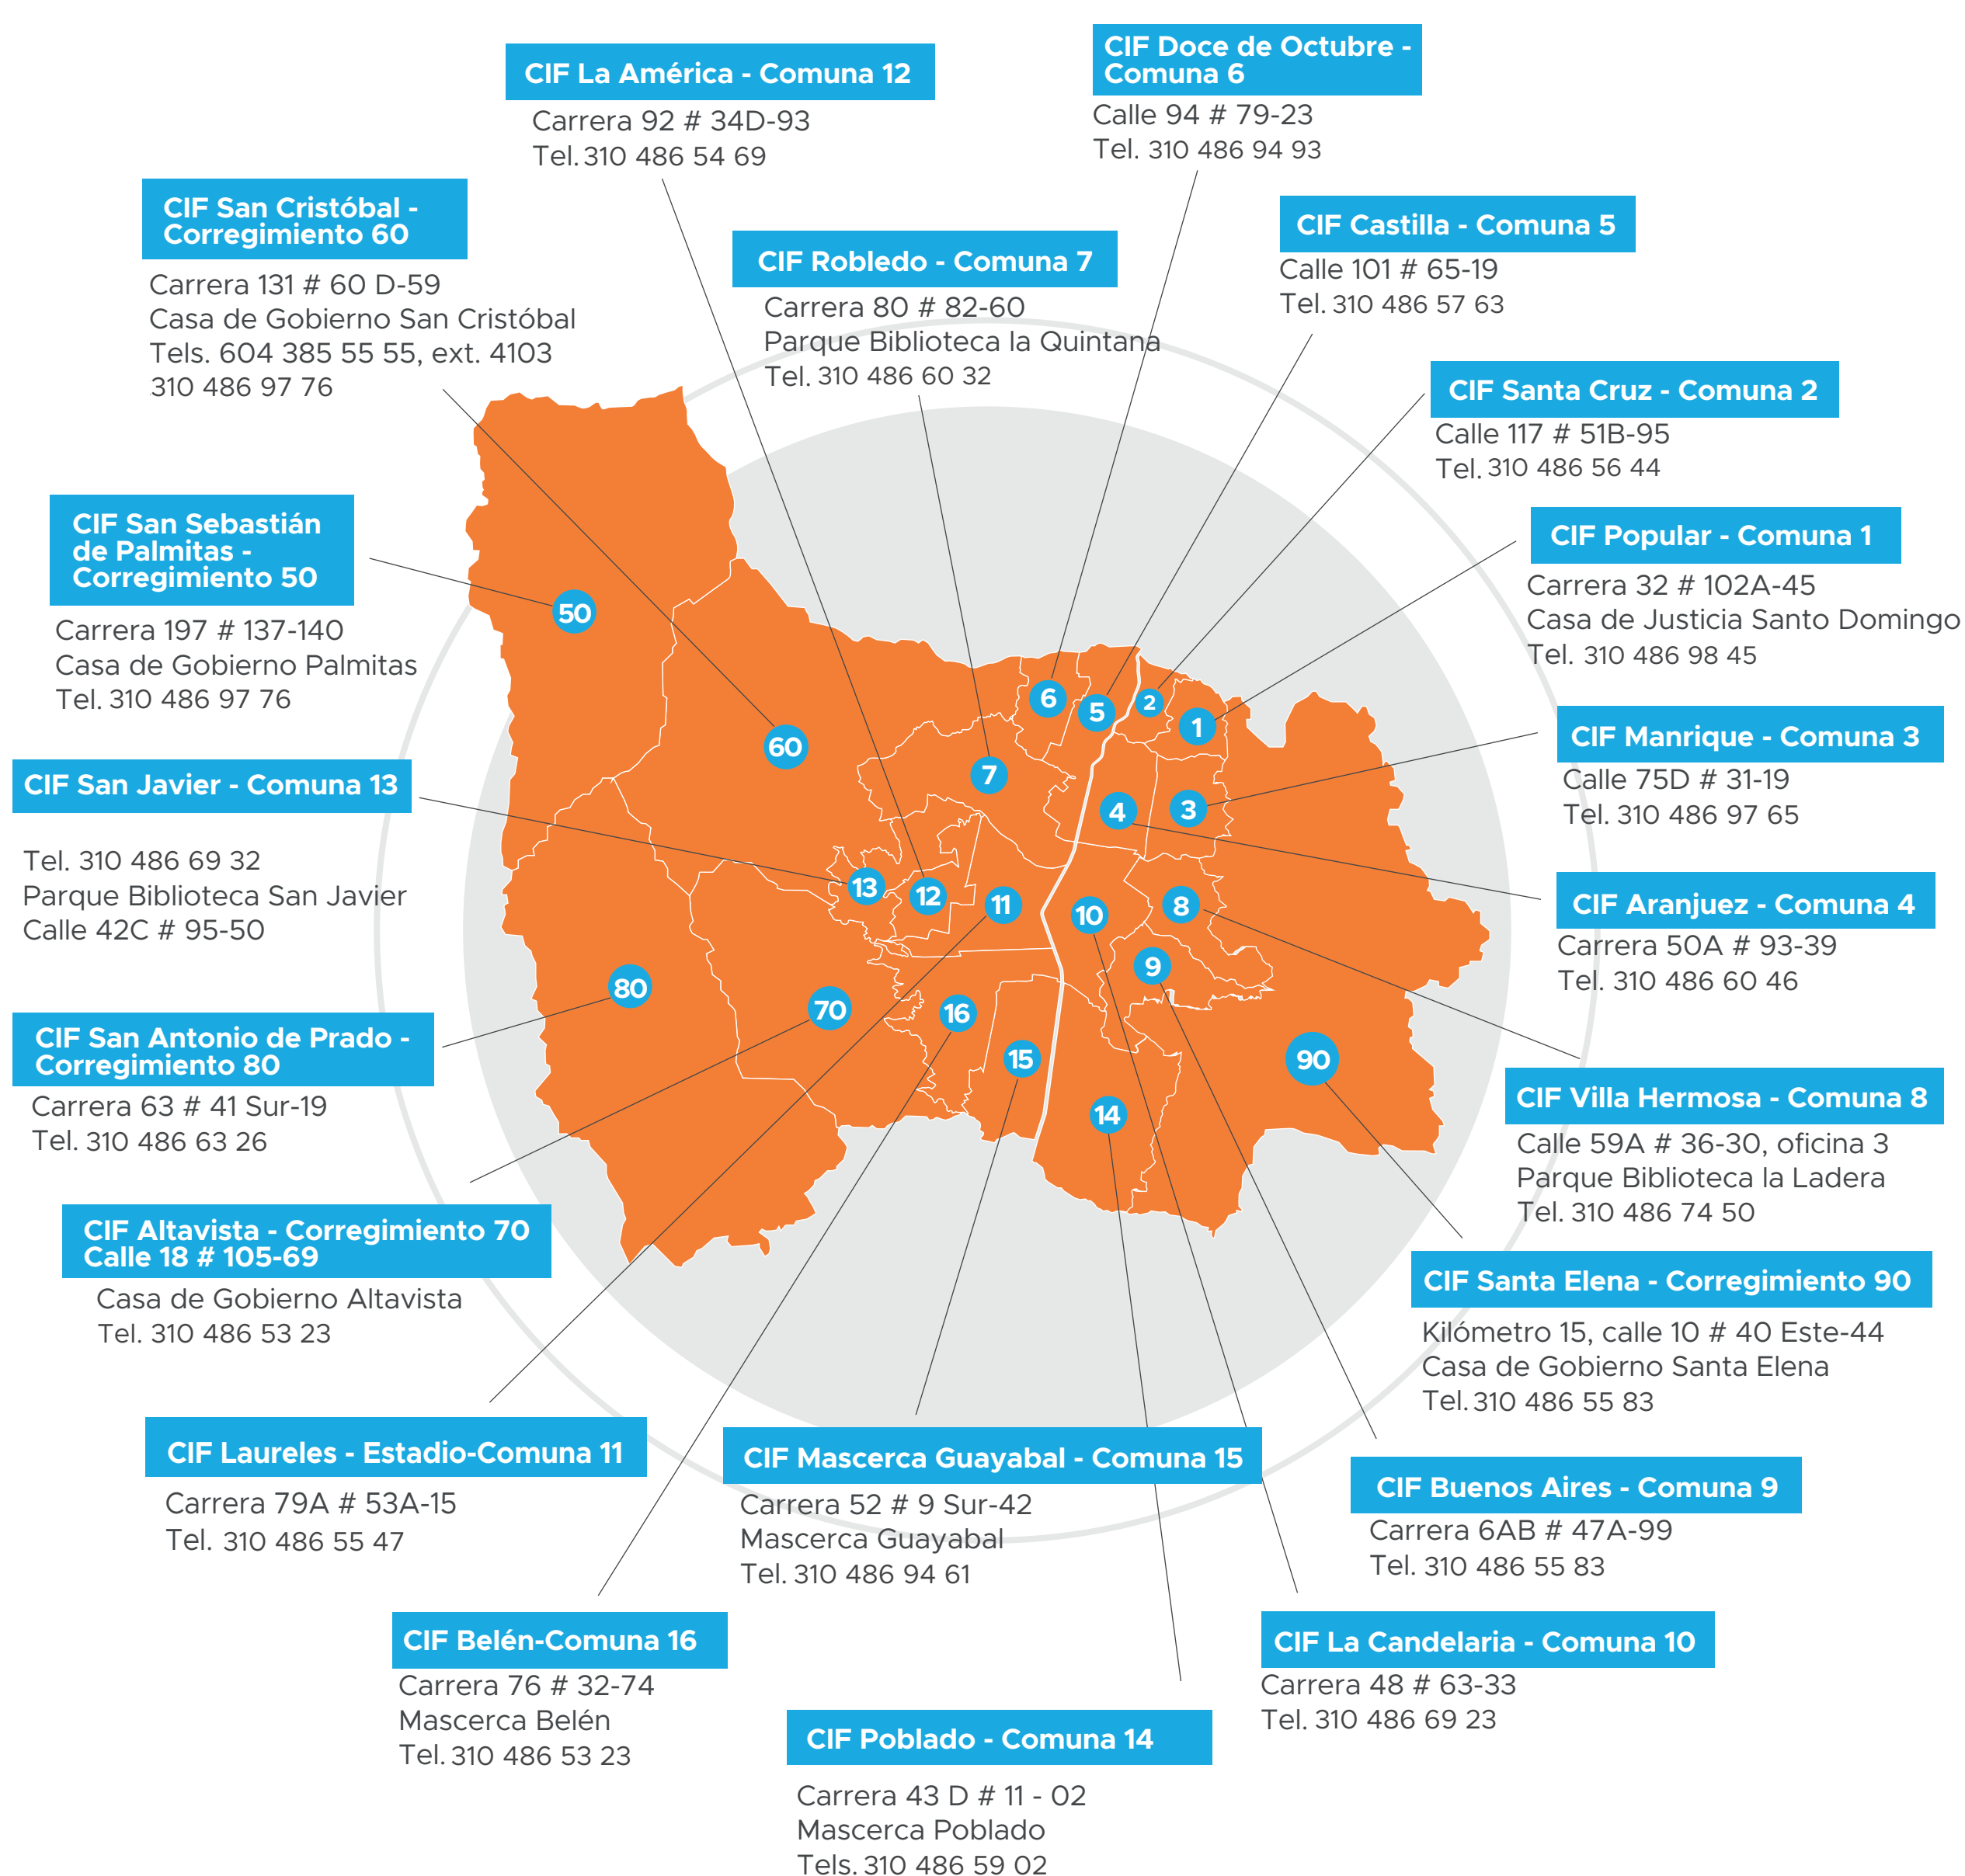 CIF La América - Comuna 12
Carrera 92 # 34D-93
Tel. 310 486 54 69
CIF Doce de Octubre -
Comuna 6
Calle 94 # 79-23
Tel. 310 486 94 93
CIF San Cristóbal -
Corregimiento 60
Carrera 131 # 60 D-59
Casa de Gobierno San Cristóbal
Tels. 604 385 55 55, ext. 4103
310 486 97 76
CIF Robledo - Comuna 7
Carrera 80 # 82-60
Parque Biblioteca la Quintana
Tel. 310 486 60 32
CIF Castilla - Comuna 5
Calle 101 # 65-19
Tel. 310 486 57 63
CIF Santa Cruz - Comuna 2
Calle 117 # 51B-95
Tel. 310 486 56 44
CIF San Sebastián
de Palmitas -
Corregimiento 50
Carrera 197 # 137-140
Casa de Gobierno Palmitas
Tel. 310 486 97 76
CIF Popular - Comuna 1
Carrera 32 # 102A-45
Casa de Justicia Santo Domingo
Tel. 310 486 98 45
CIF San Javier - Comuna 13
Tel. 310 486 69 32
Parque Biblioteca San Javier
Calle 42C # 95-50
CIF Manrique - Comuna 3
Calle 75D # 31-19
Tel. 310 486 97 65
CIF Aranjuez - Comuna 4
Carrera 50A # 93-39
Tel. 310 486 60 46
50
60
6
5
2
1
7
4
3
13
12
11
10
8
9
80
70
16
15
14
90
CIF San Antonio de Prado -
Corregimiento 80
Carrera 63 # 41 Sur-19
Tel. 310 486 63 26
CIF Villa Hermosa - Comuna 8
Calle 59A # 36-30, oficina 3
Parque Biblioteca la Ladera
Tel. 310 486 74 50
CIF Altavista - Corregimiento 70
Calle 18 # 105-69
Casa de Gobierno Altavista
Tel. 310 486 53 23
CIF Santa Elena - Corregimiento 90
Kilómetro 15, calle 10 # 40 Este-44
Casa de Gobierno Santa Elena
Tel. 310 486 55 83
CIF Laureles - Estadio-Comuna 11
Carrera 79A # 53A-15
Tel. 310 486 55 47
CIF Mascerca Guayabal - Comuna 15
Carrera 52 # 9 Sur-42
Mascerca Guayabal
Tel. 310 486 94 61
CIF Buenos Aires - Comuna 9
Carrera 6AB # 47A-99
Tel. 310 486 55 83
CIF Belén-Comuna 16
Carrera 76 # 32-74
Mascerca Belén
Tel. 310 486 53 23
CIF La Candelaria - Comuna 10
Carrera 48 # 63-33
Tel. 310 486 69 23
CIF Poblado - Comuna 14
Carrera 43 D # 11 - 02
Mascerca Poblado
Tels. 310 486 59 02